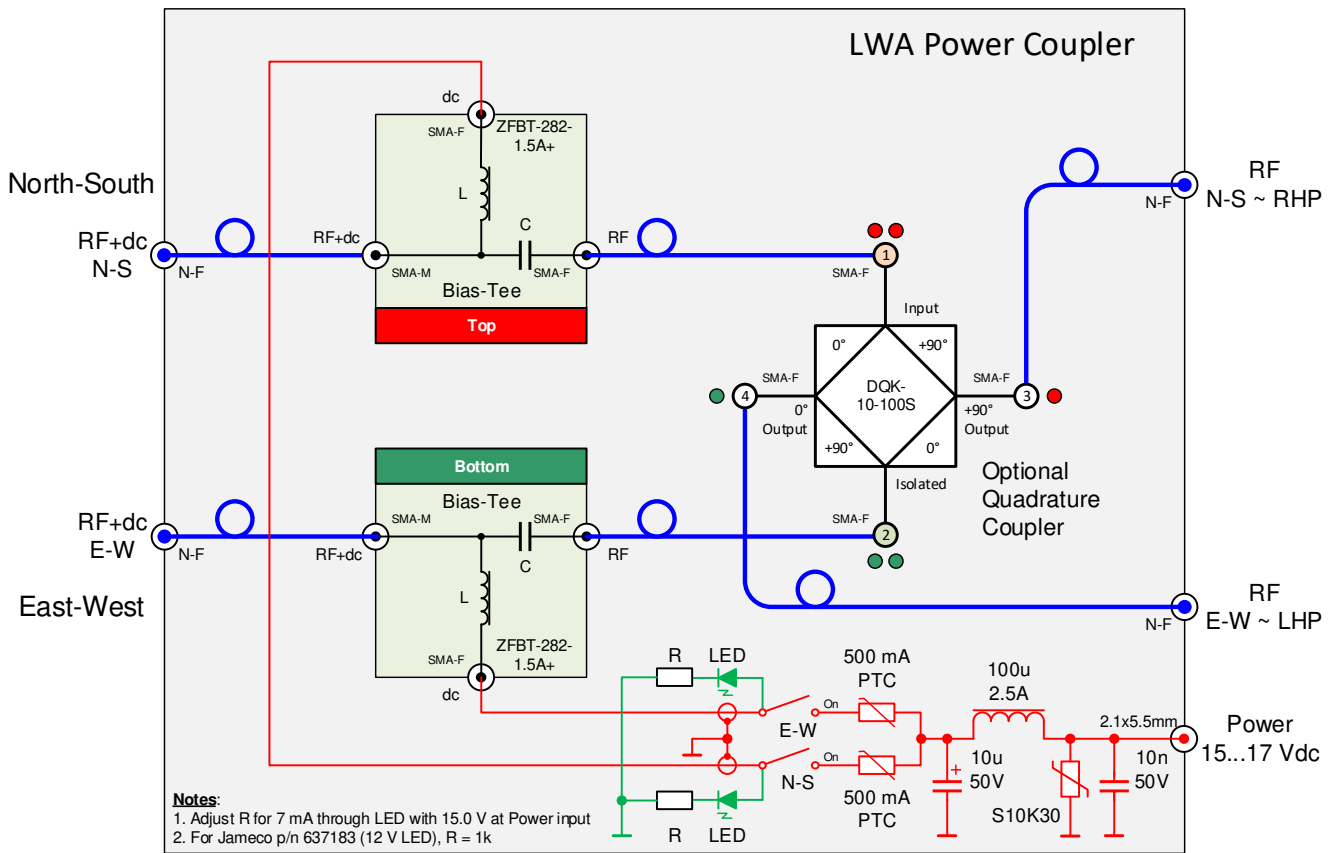 LWA Power Coupler
dc
SMA-F
ZFBT-282-
1.5A+
North-South
L
RF
N-S ~ RHP
N-F
RF+dc
N-S
N-F
RF+dc
SMA-M
C
SMA-F
RF
Bias-Tee
Top
1
SMA-F
Input
0°
+90°
DQK-
10-100S
SMA-F
4
0°
Output
SMA-F
3
+90°
Output
+90°
0°
Isolated
Optional
Quadrature
Coupler
Bottom
Bias-Tee
RF+dc
E-W
N-F
SMA-M
RF+dc
SMA-F
C
RF
SMA-F
2
East-West
L
SMA-F
ZFBT-282-
1.5A+
dc
RF
E-W ~ LHP
N-F
R
LED
500 mA
PTC
On
E-W
100u
2.5A
2.1x5.5mm
Power
15...17 Vdc
On
N-S
500 mA
PTC
+
10u
50V
S10K30
10n
50V
R
LED
Notes:
1. Adjust R for 7 mA through LED with 15.0 V at Power input
2. For Jameco p/n 637183 (12 V LED), R = 1k